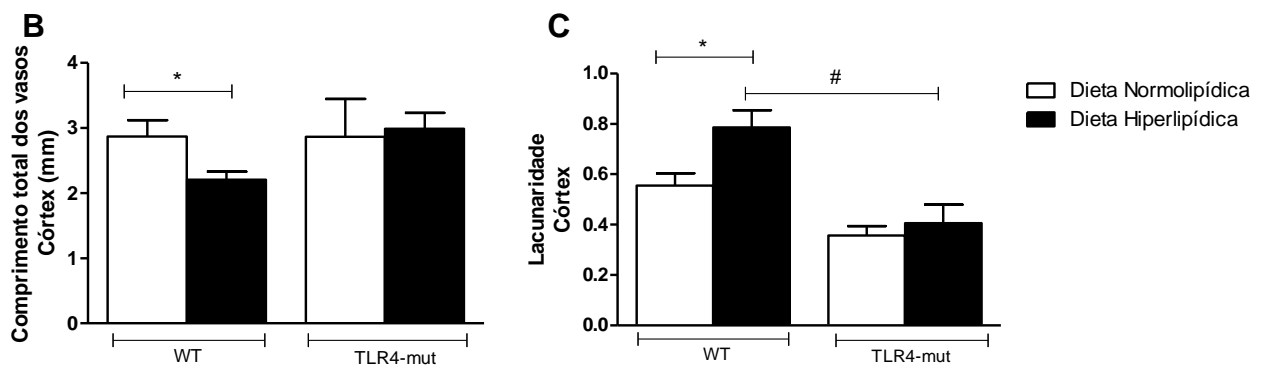 B
Comprimento total dos vasos
Córtex (mm)
4
3
2
1
0
*
WT
TLR4-mut
C
Lacunaridade
Córtex
1.0
0.8
0.6
0.4
0.2
0.0
*
#
WT
TLR4-mut
Dieta Normolipídica
Dieta Hiperlipídica